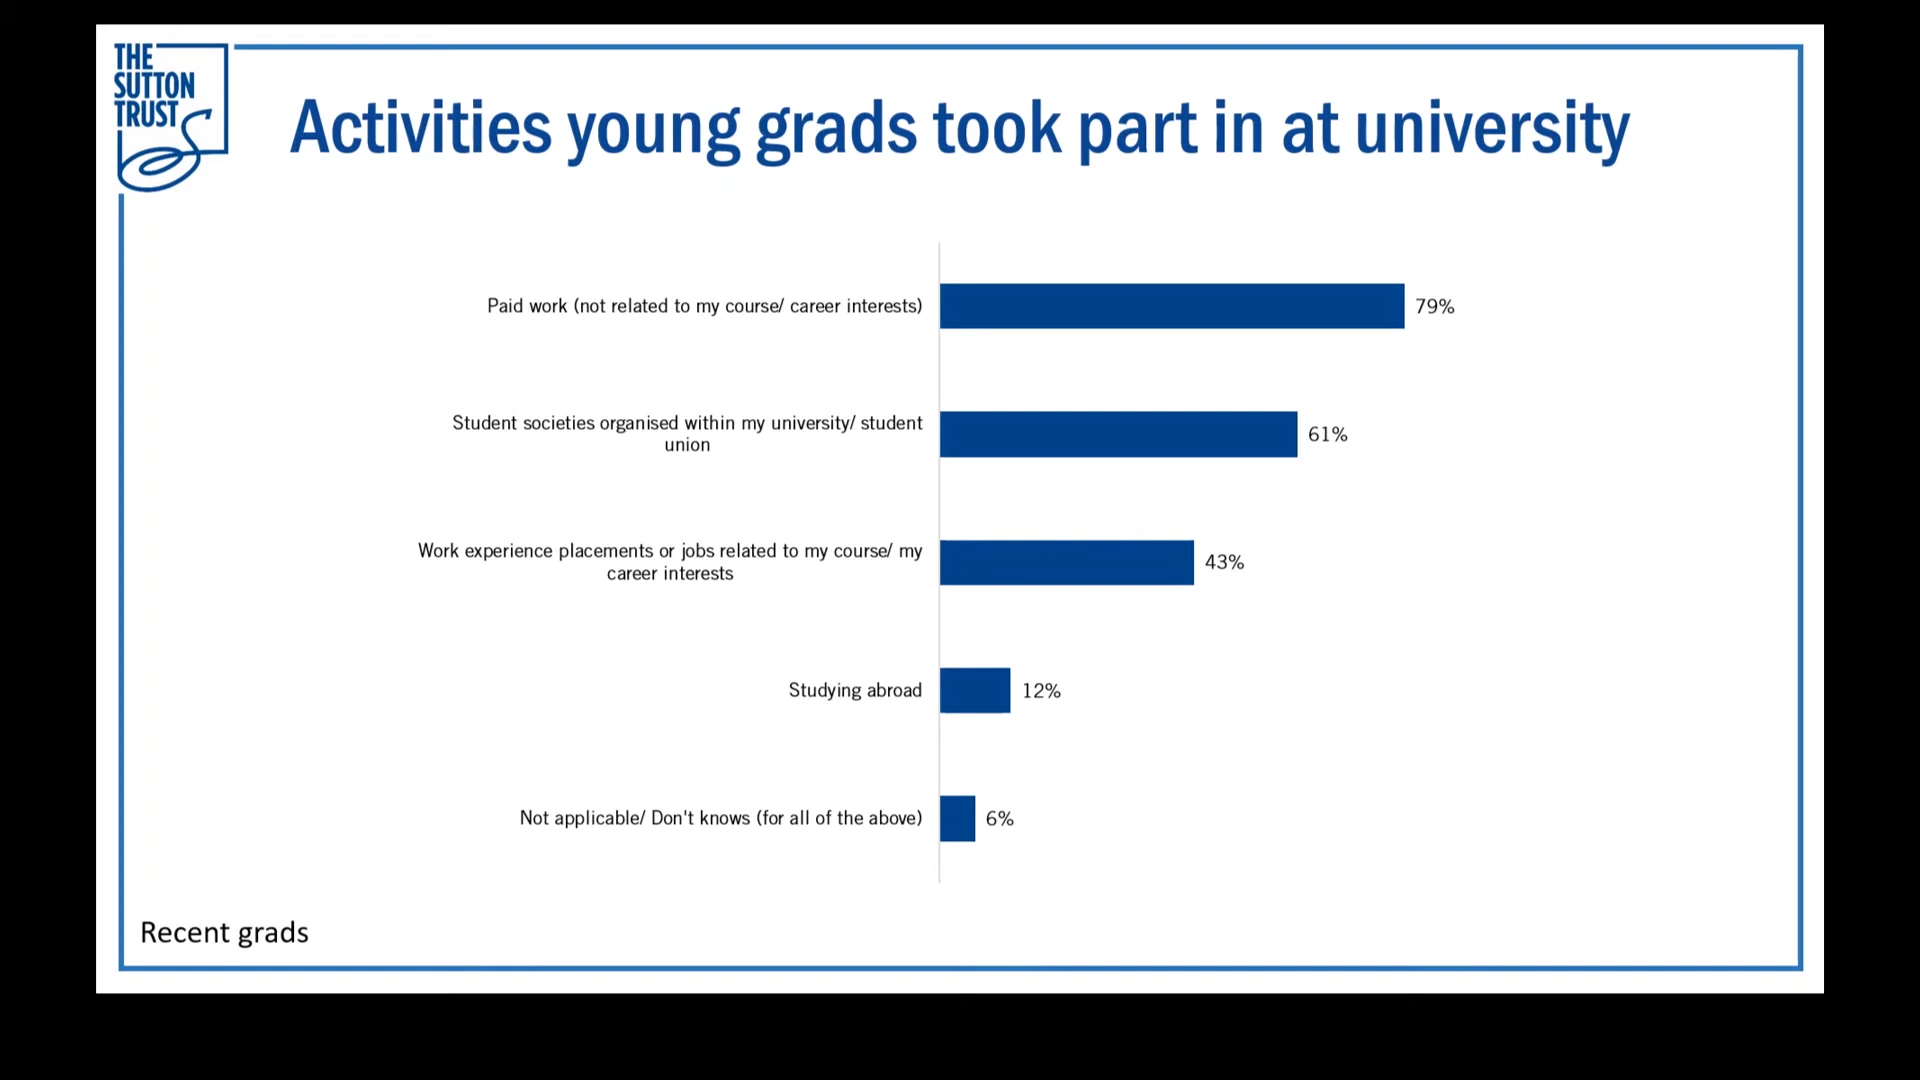 THE
SUTTON
TRUST
Activities young grads took part in at university
Paid work (not related to my course/ career interests)
79%
Student societies organised within my university/ student
union
61%
Work experience placements or jobs related to my course/ my
career interests
43%
Studying abroad
12%
Not applicable/ Don't knows (for all of the above)
6%
Recent grads